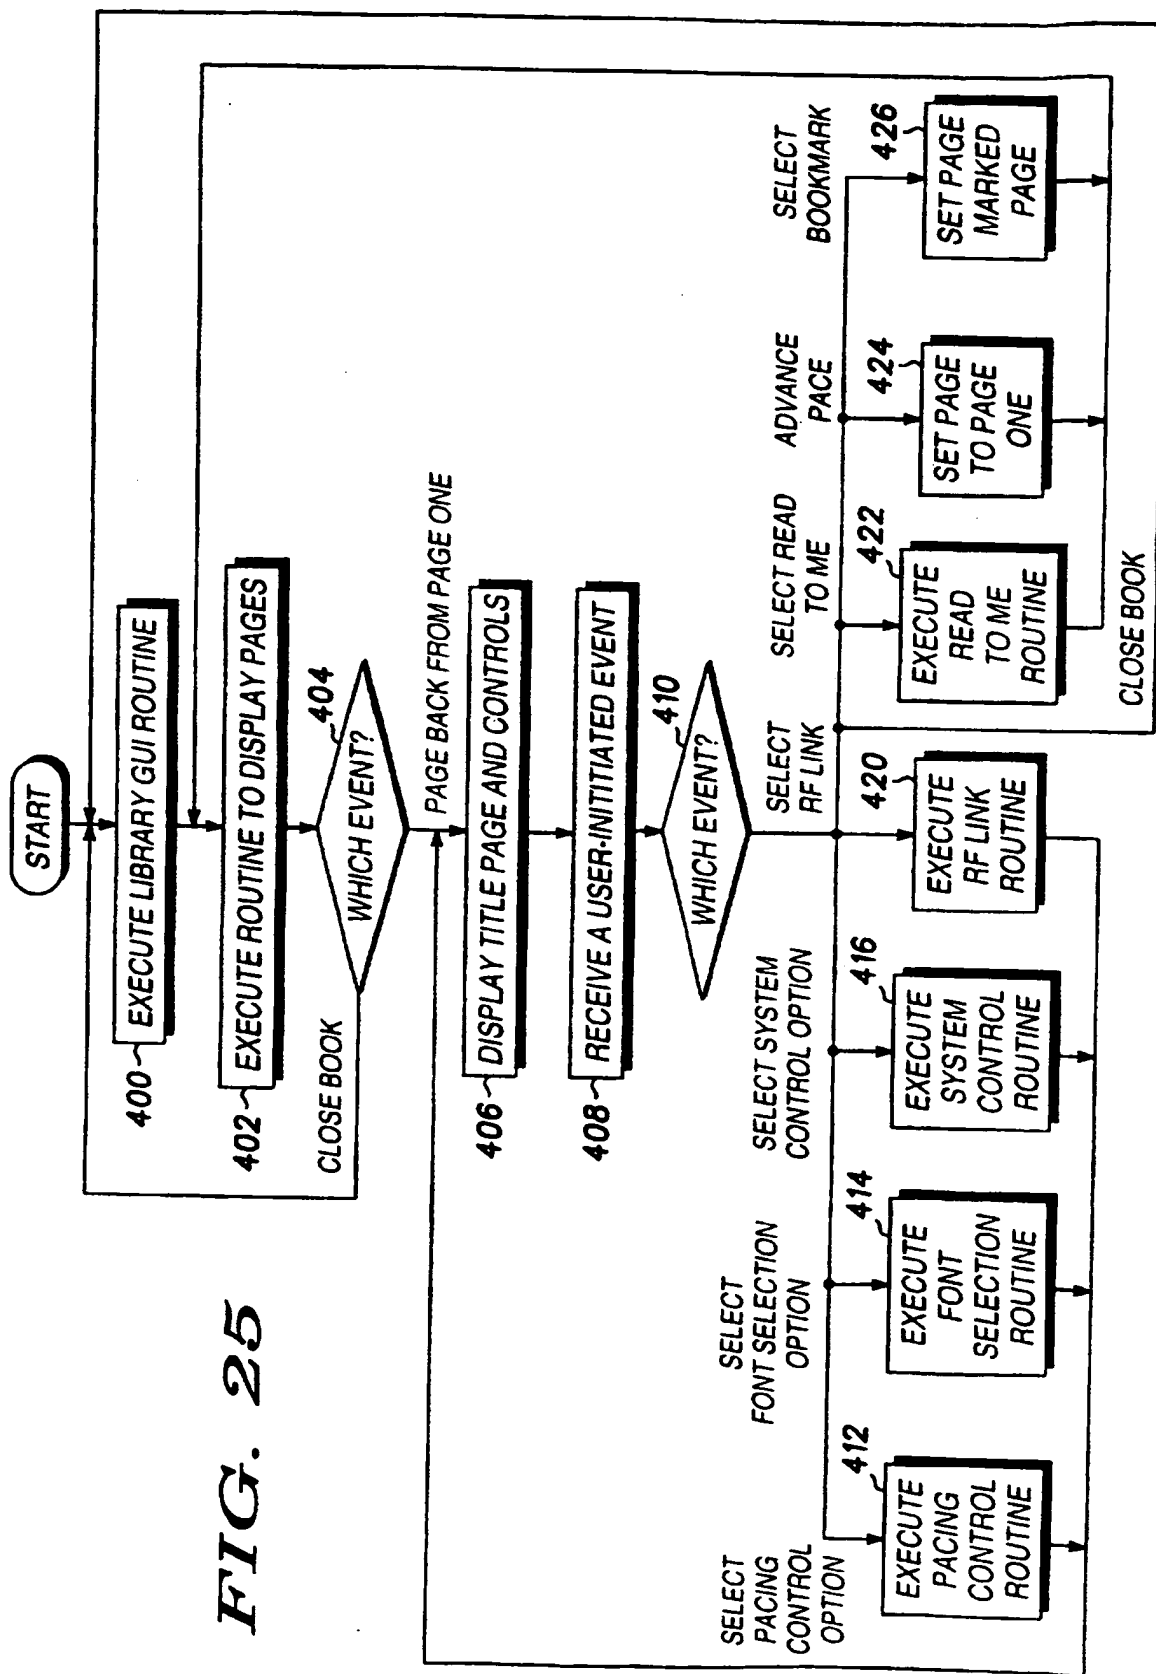 START
EXECUTE LIBRARY GUI ROUTINE
400
EXECUTE ROUTINE TO DISPLAY PAGES
402
WHICH EVENT?
404
CLOSE BOOK
PAGE BACK FROM PAGE ONE
DISPLAY TITLE PAGE AND CONTROLS
406
RECEIVE A USER-INITIATED EVENT
408
WHICH EVENT?
410
SELECT
PACING
CONTROL
OPTION
412
EXECUTE
PACING
CONTROL
ROUTINE
SELECT
FONT SELECTION
OPTION
414
EXECUTE
FONT
SELECTION
ROUTINE
SELECT SYSTEM
CONTROL OPTION
416
EXECUTE
SYSTEM
CONTROL
ROUTINE
SELECT
RF LINK
420
EXECUTE
RF LINK
ROUTINE
SELECT READ
TO ME
422
EXECUTE
READ
TO ME
ROUTINE
ADVANCE
PACE
424
SET PAGE
TO PAGE
ONE
SELECT
BOOKMARK
426
SET PAGE
MARKED
PAGE
CLOSE BOOK
FIG. 25